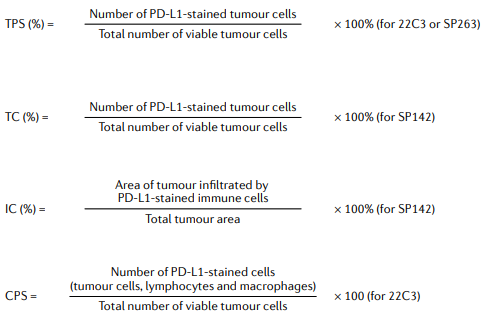 Number of PD-L1-stained tumour cells
TPS (%) = × 100% (for 22C3 or SP263)
Total number of viable tumour cells
Number of PD-L1-stained tumour cells
TC (%) = × 100% (for SP142)
Total number of viable tumour cells
Area of tumour infiltrated by
PD-L1-stained immune cells
IC (%) = × 100% (for SP142)
Total tumour area
Number of PD-L1-stained cells
(tumour cells, lymphocytes and macrophages)
CPS = × 100 (for 22C3)
Total number of viable tumour cells